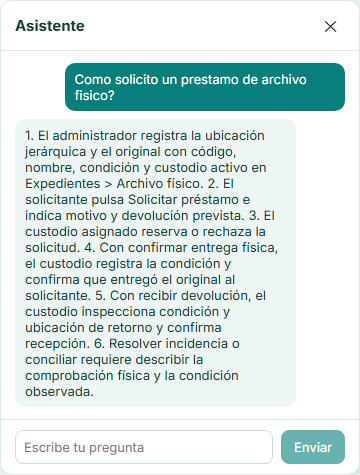 Asistente
Como solicito un prestamo de archivo
fisico?
1. El administrador registra la ubicación
jerárquica y el original con código,
nombre, condición y custodio activo en
Expedientes > Archivo físico. 2. El
solicitante pulsa Solicitar préstamo e
indica motivo y devolución prevista. 3. El
custodio asignado reserva o rechaza la
solicitud. 4. Con confirmar entrega física,
el custodio registra la condición y
confirma que entregó el original al
solicitante. 5. Con recibir devolución, el
custodio inspecciona condición y
ubicación de retorno y confirma
recepción. 6. Resolver incidencia o
conciliar requiere describir la
comprobación física y la condición
observada.
Escribe tu pregunta
Enviar